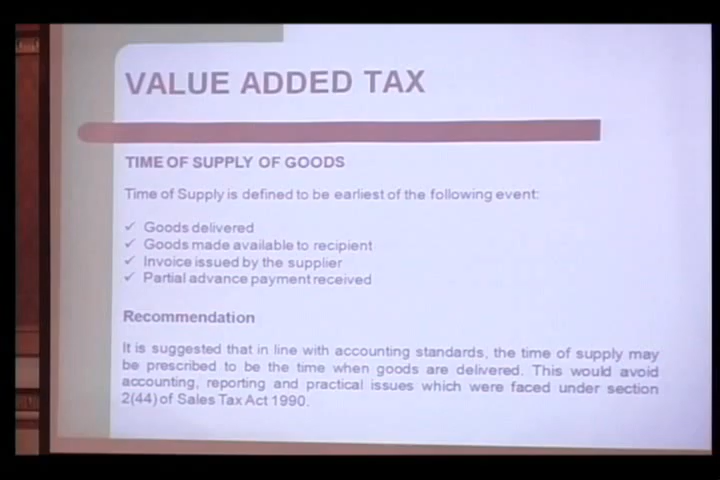 VALUE ADDED TAX
TIME OF SUPPLY OF GOODS
Time of Supply is defined to be earliest of the following event:
✓ Goods delivered
✓ Goods made available to recipient
✓ Invoice issued by the supplier
✓ Partial advance payment received
Recommendation
It is suggested that in line with accounting standards, the time of supply may
be prescribed to be the time when goods are delivered. This would avoid
accounting, reporting and practical issues which were faced under section
2(44) of Sales Tax Act 1990.